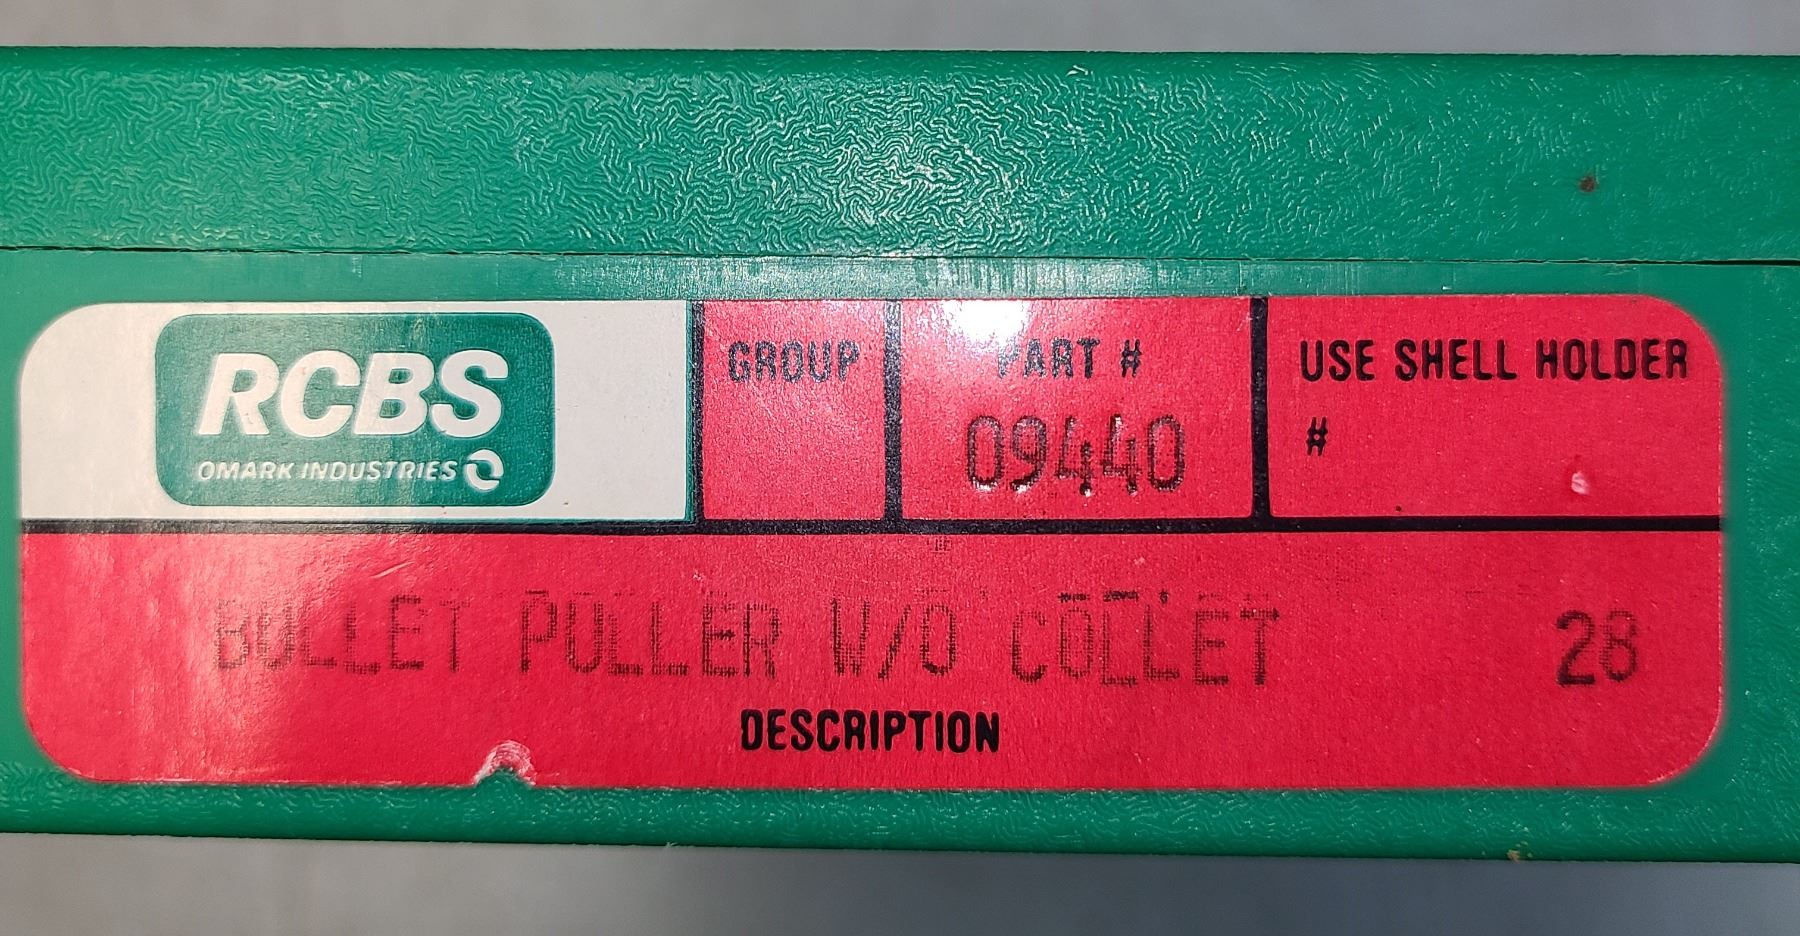 RCBS
OMARK INDUSTRIES
GROUP
PART #
09440
USE SHELL HOLDER
#
BULLET PULLER W/O COLLET 28
DESCRIPTION